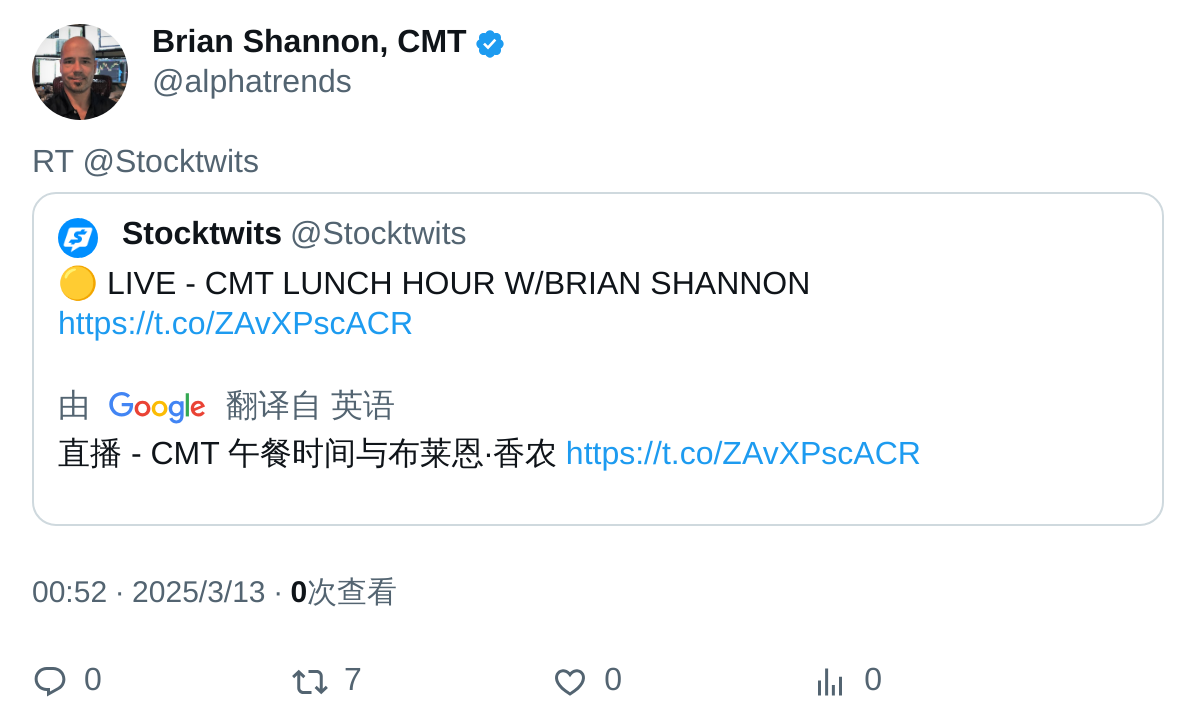 Brian Shannon, CMT
@alphatrends
RT @Stocktwits
Stocktwits @Stocktwits
🟡 LIVE - CMT LUNCH HOUR W/BRIAN SHANNON
https://t.co/ZAvXPscACR
由 Google 翻译自 英语
直播 - CMT 午餐时间与布莱恩·香农 https://t.co/ZAvXPscACR
00:52 · 2025/3/13 · 0次查看
0 7 0 0